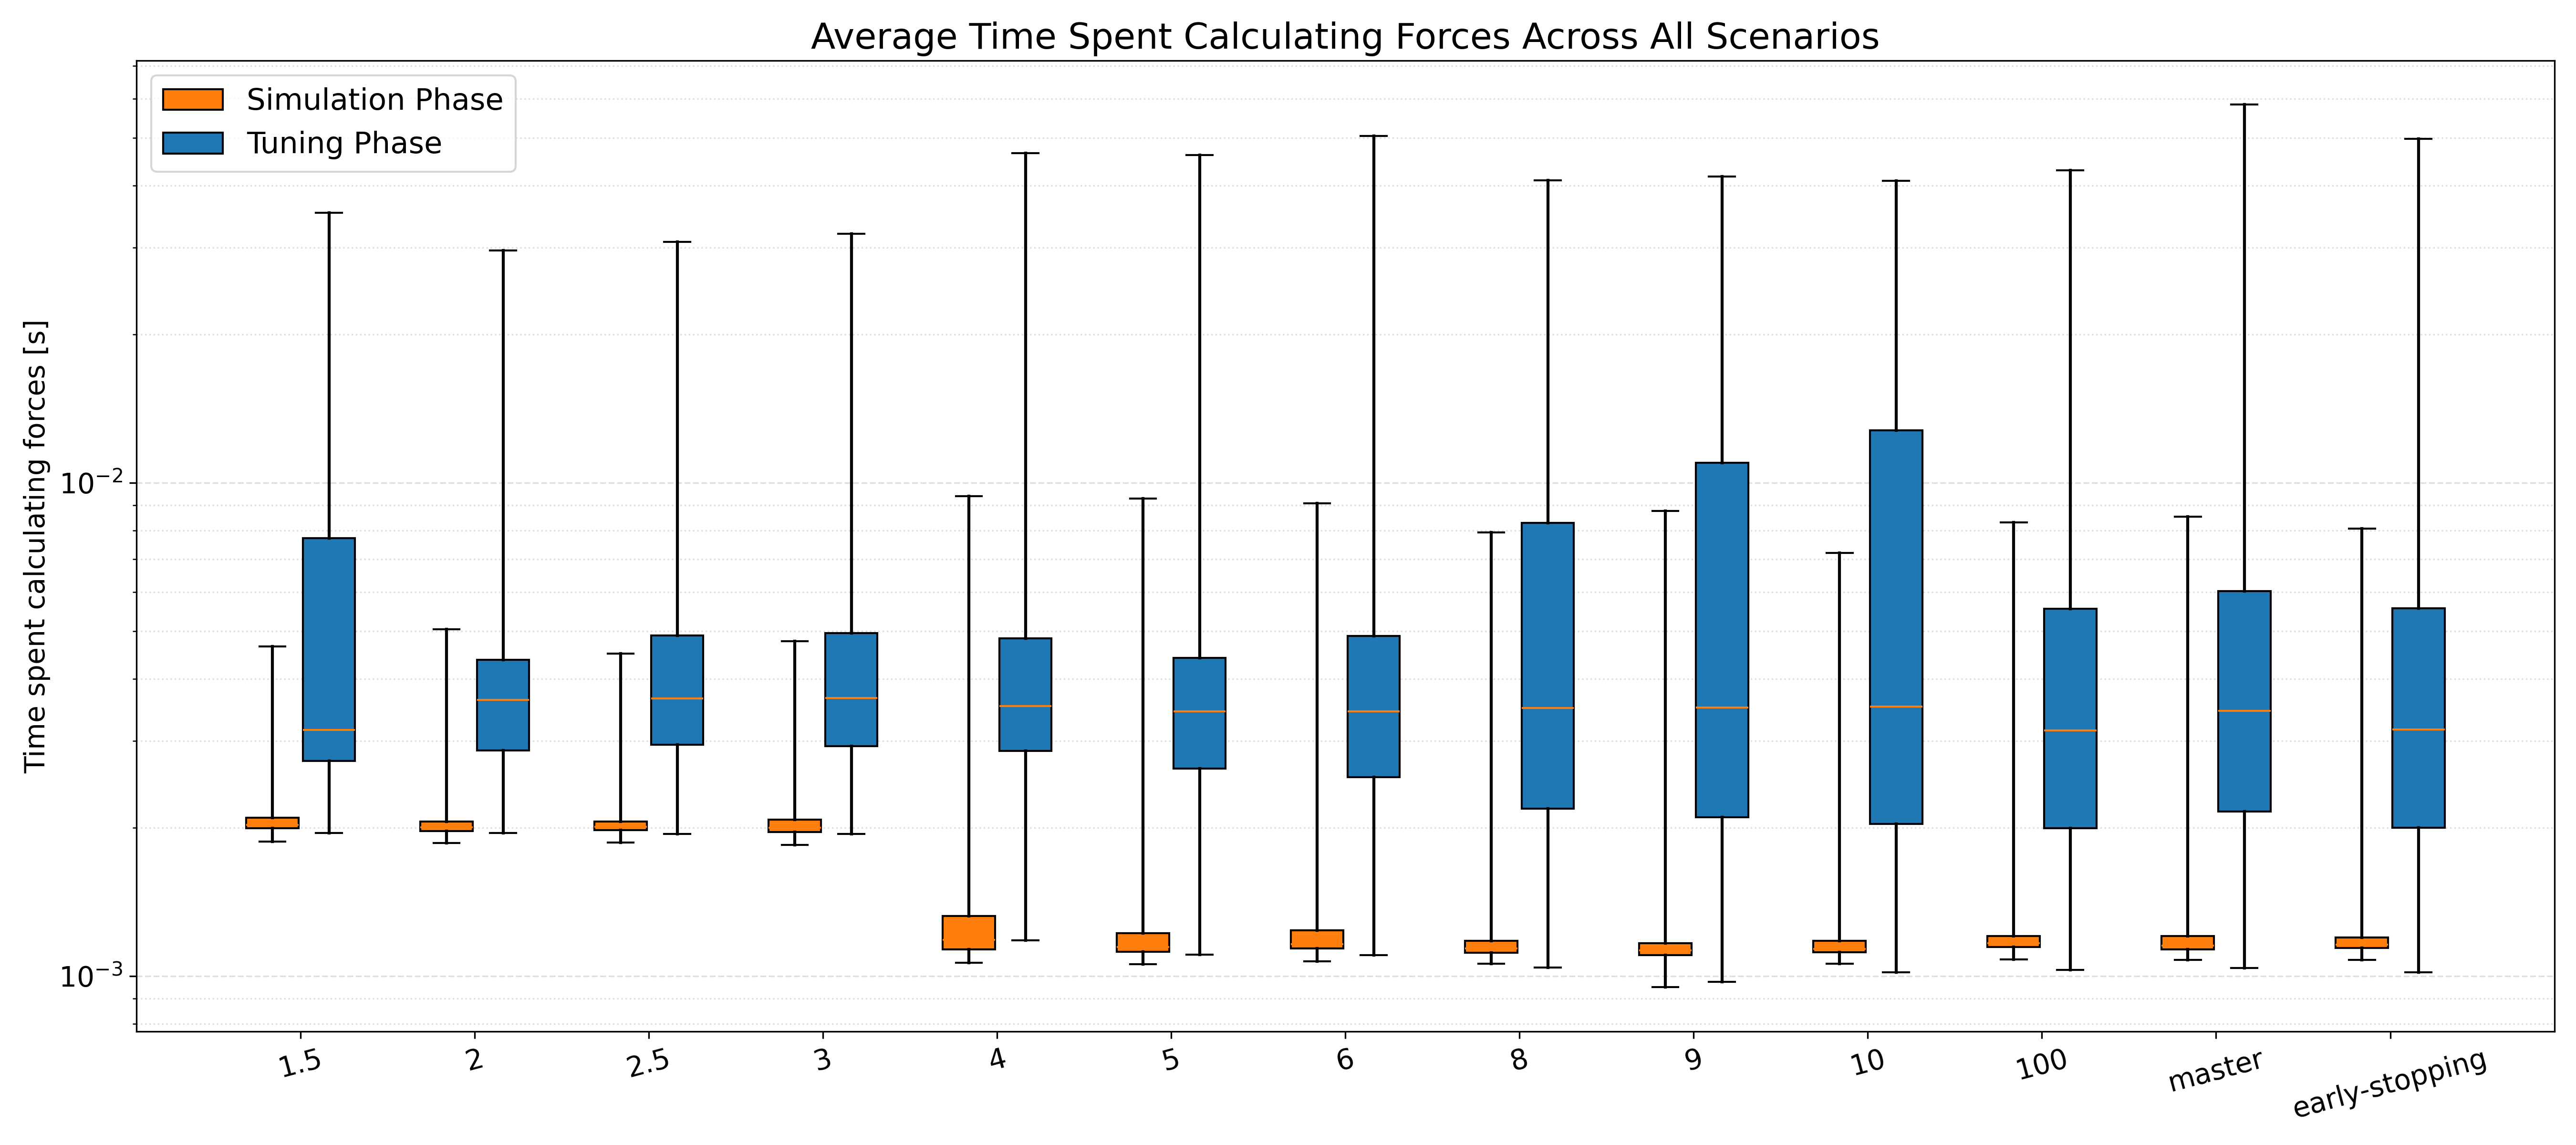 Average Time Spent Calculating Forces Across All Scenarios
Simulation Phase
Tuning Phase
Time spent calculating forces [s]
10⁻²
10⁻³
1.5
2
2.5
3
4
5
6
8
9
10
100
master
early-stopping